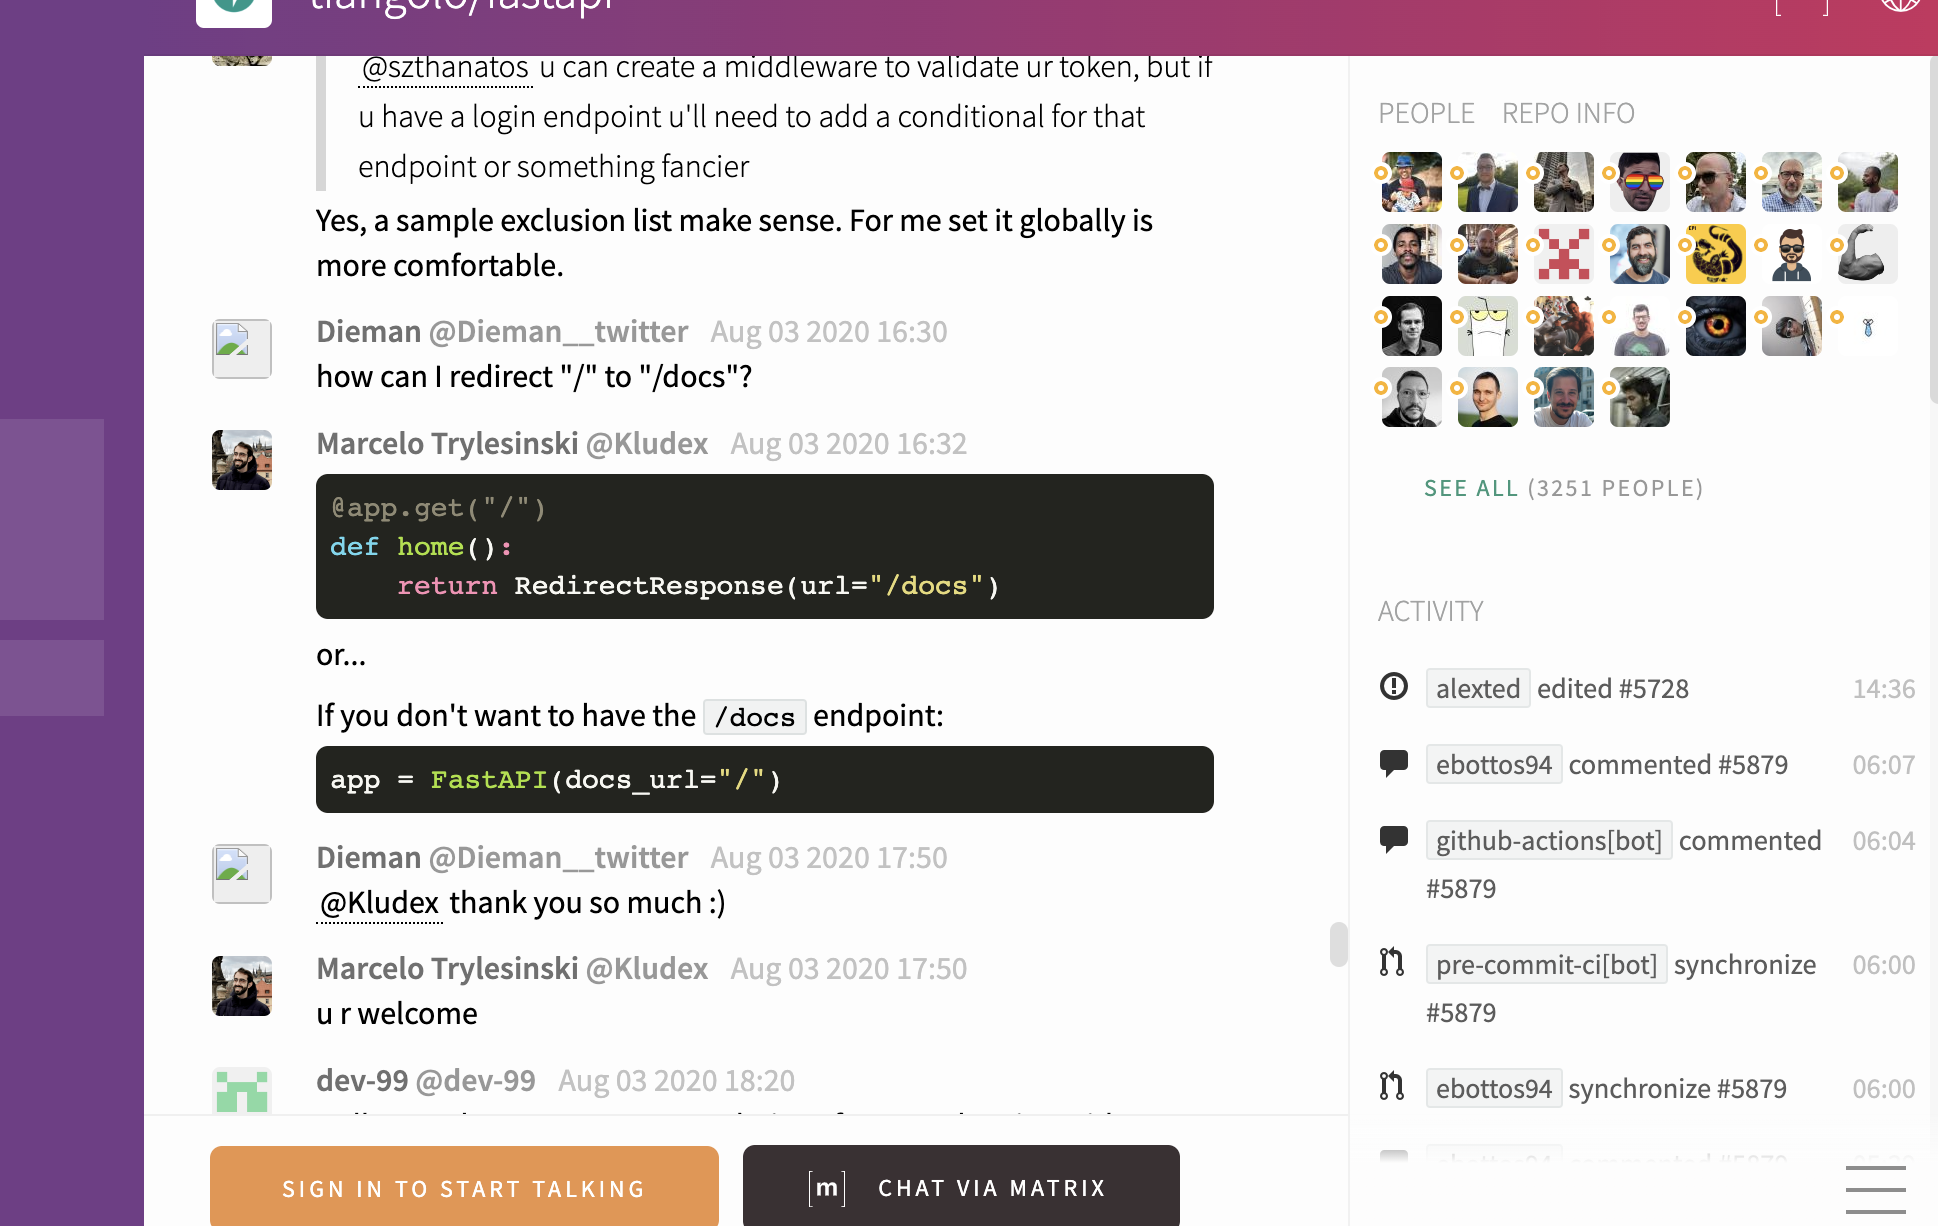 tiangolo/fastapi
@szthanatos u can create a middleware to validate ur token, but if
u have a login endpoint u'll need to add a conditional for that
endpoint or something fancier
Yes, a sample exclusion list make sense. For me set it globally is
more comfortable.
Dieman @Dieman__twitter Aug 03 2020 16:30
how can I redirect "/" to "/docs"?
Marcelo Trylesinski @Kludex Aug 03 2020 16:32
@app.get("/")
def home():
    return RedirectResponse(url="/docs")
or...
If you don't want to have the /docs endpoint:
app = FastAPI(docs_url="/")
Dieman @Dieman__twitter Aug 03 2020 17:50
@Kludex thank you so much :)
Marcelo Trylesinski @Kludex Aug 03 2020 17:50
u r welcome
dev-99 @dev-99 Aug 03 2020 18:20
SIGN IN TO START TALKING
[m] CHAT VIA MATRIX
PEOPLE REPO INFO
SEE ALL (3251 PEOPLE)
ACTIVITY
alexted edited #5728 14:36
ebottos94 commented #5879 06:07
github-actions[bot] commented 06:04
#5879
pre-commit-ci[bot] synchronize 06:00
#5879
ebottos94 synchronize #5879 06:00
ebottos94 commented #5879